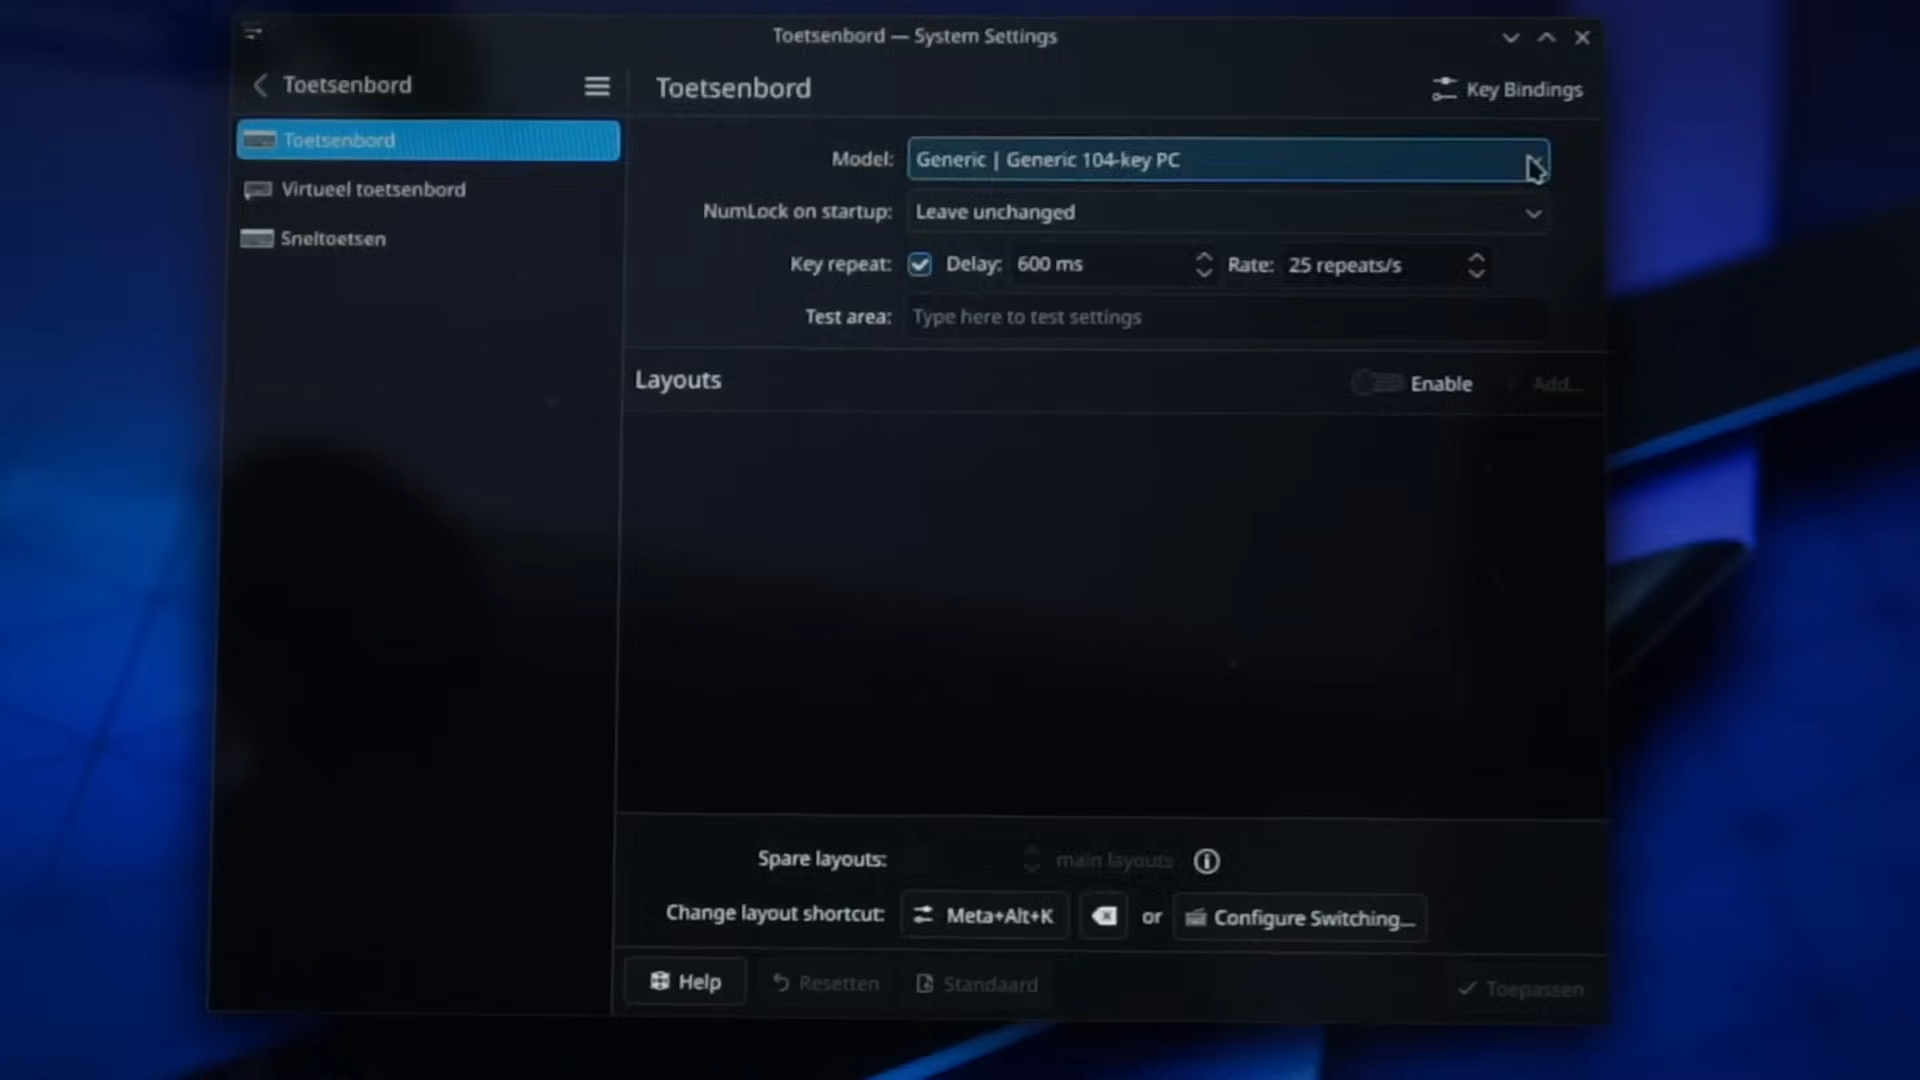 Toetsenbord — System Settings
Toetsenbord
Toetsenbord
Virtueel toetsenbord
Sneltoetsen
Toetsenbord
Key Bindings
Model: Generic | Generic 104-key PC
NumLock on startup: Leave unchanged
Key repeat: Delay: 600 ms Rate: 25 repeats/s
Test area: Type here to test settings
Layouts
Enable
Add...
Spare layouts: main layouts
Change layout shortcut: Meta+Alt+K or Configure Switching...
Help
Resetten
Standaard
Toepassen